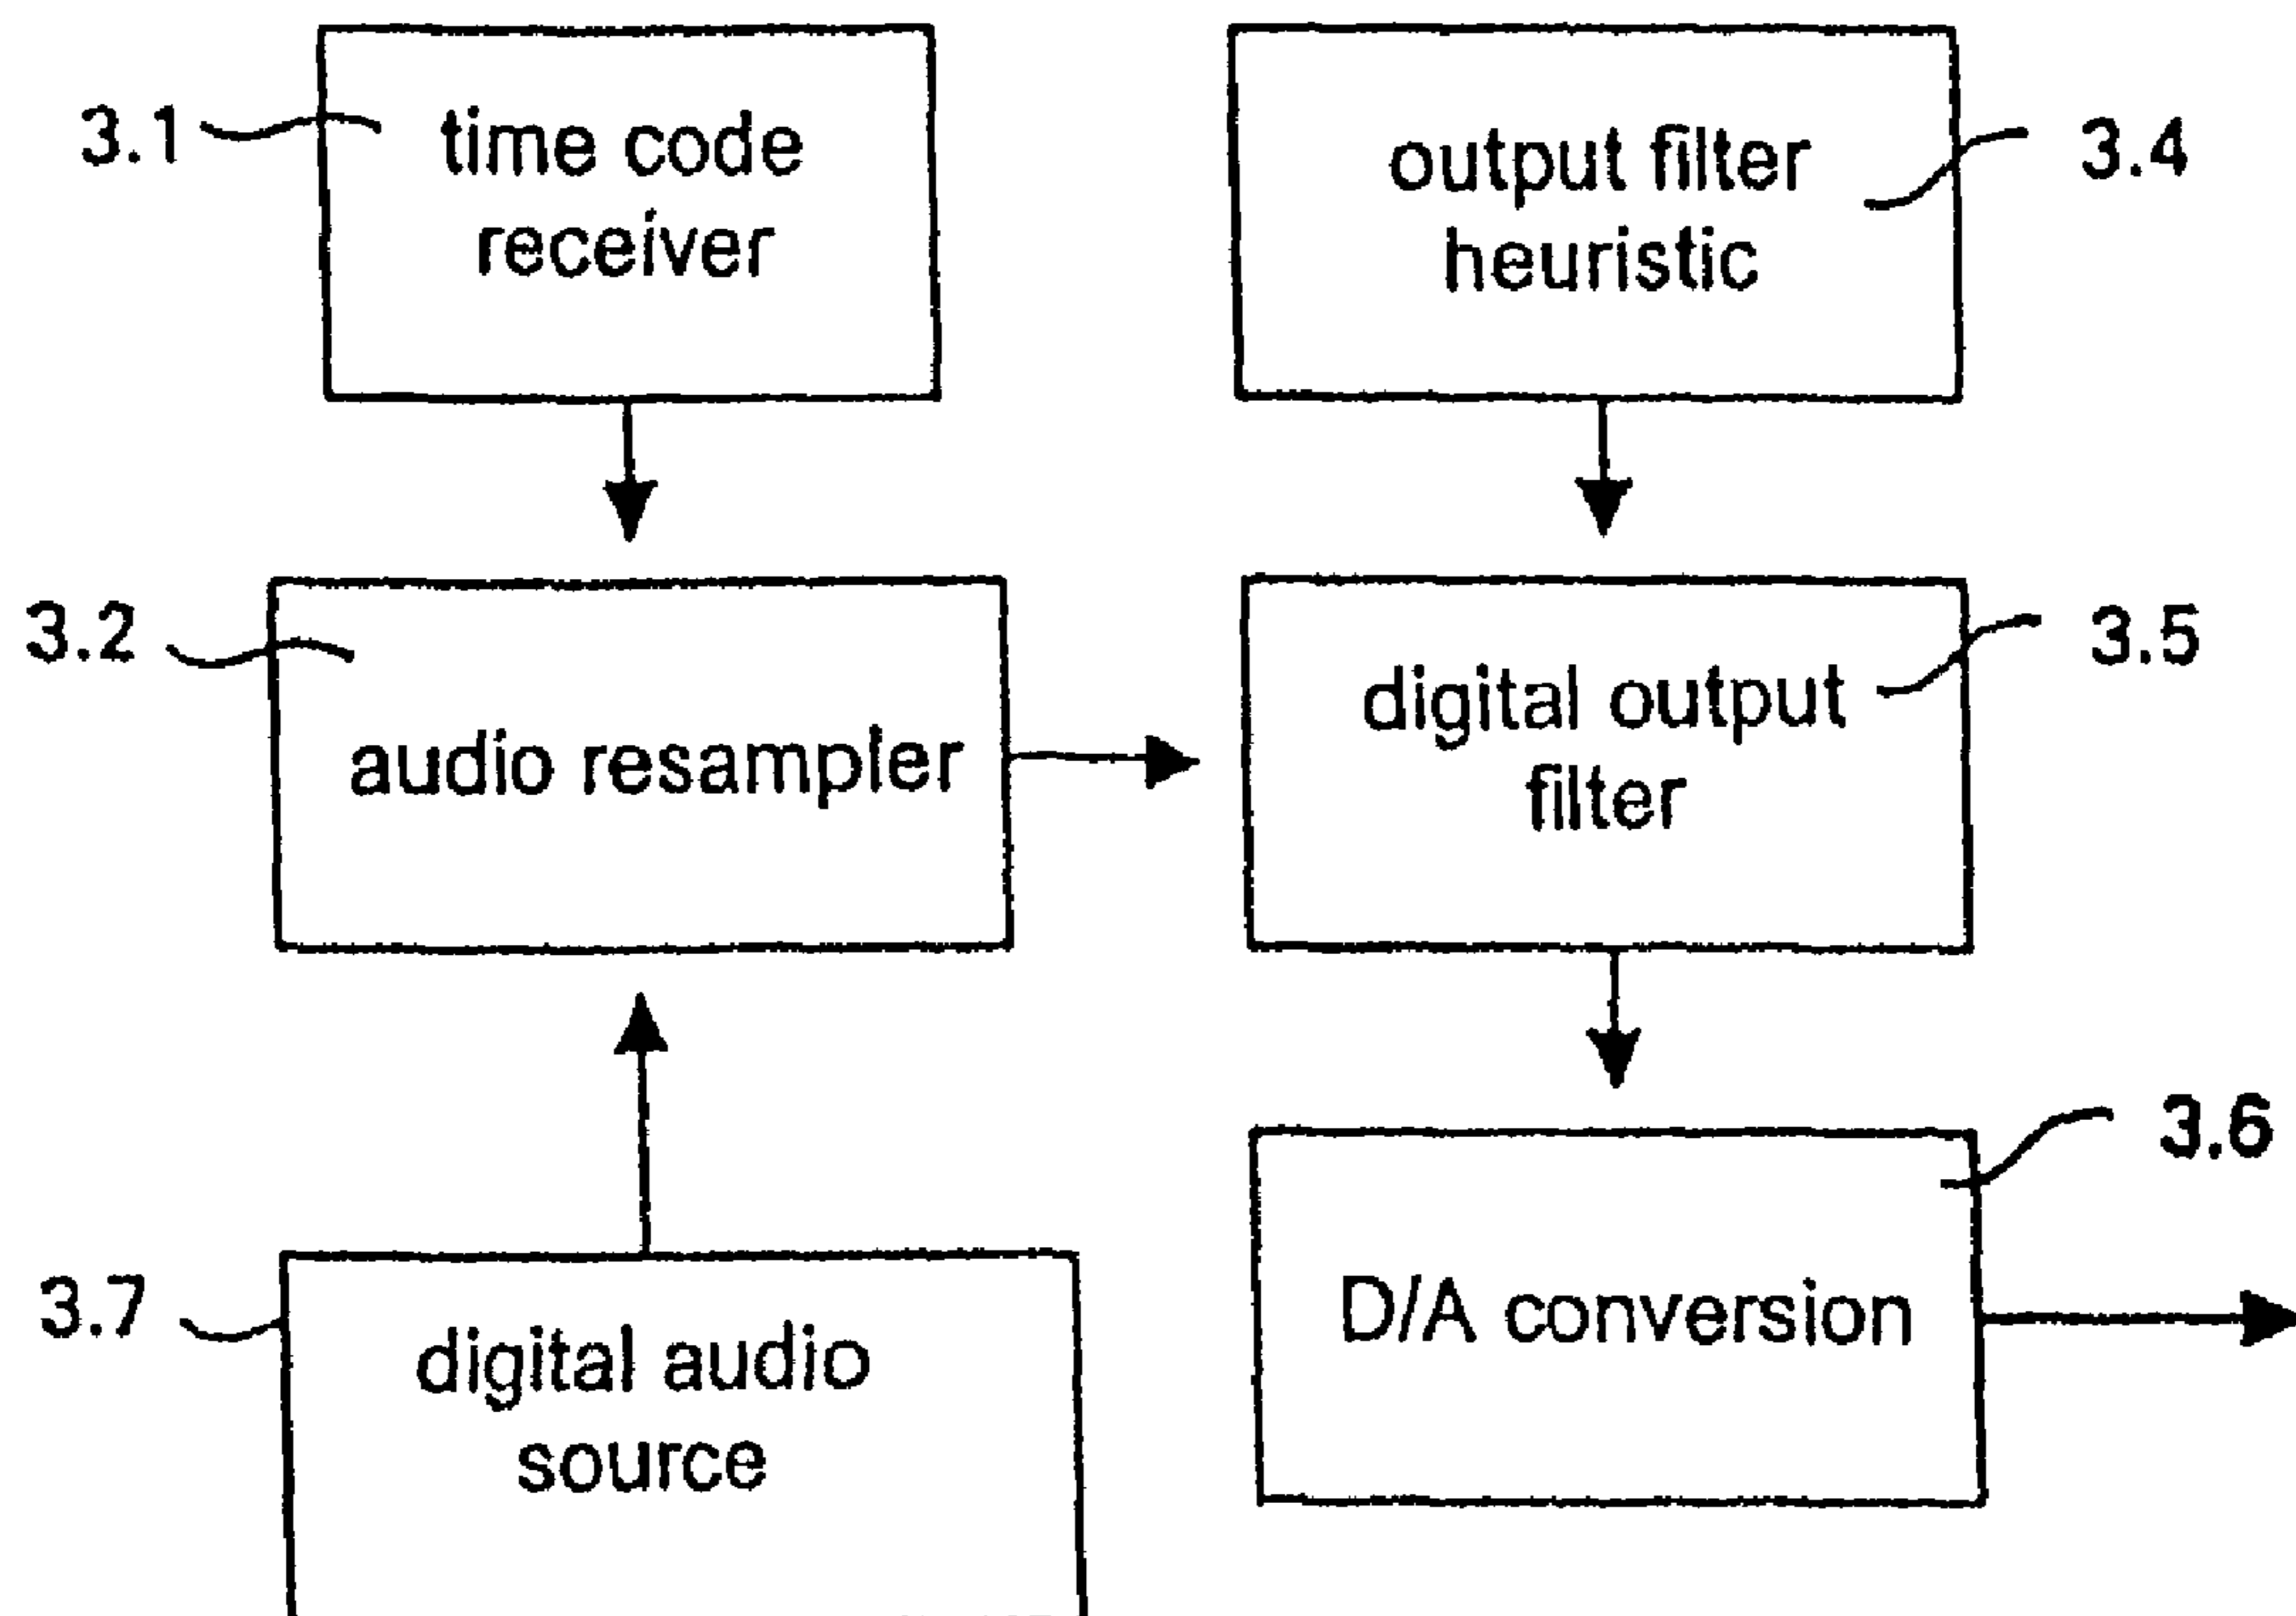 3.1
time code
receiver
output filter
heuristic
3.4
3.2
audio resampler
digital output
filter
3.5
3.6
D/A conversion
3.7
digital audio
source